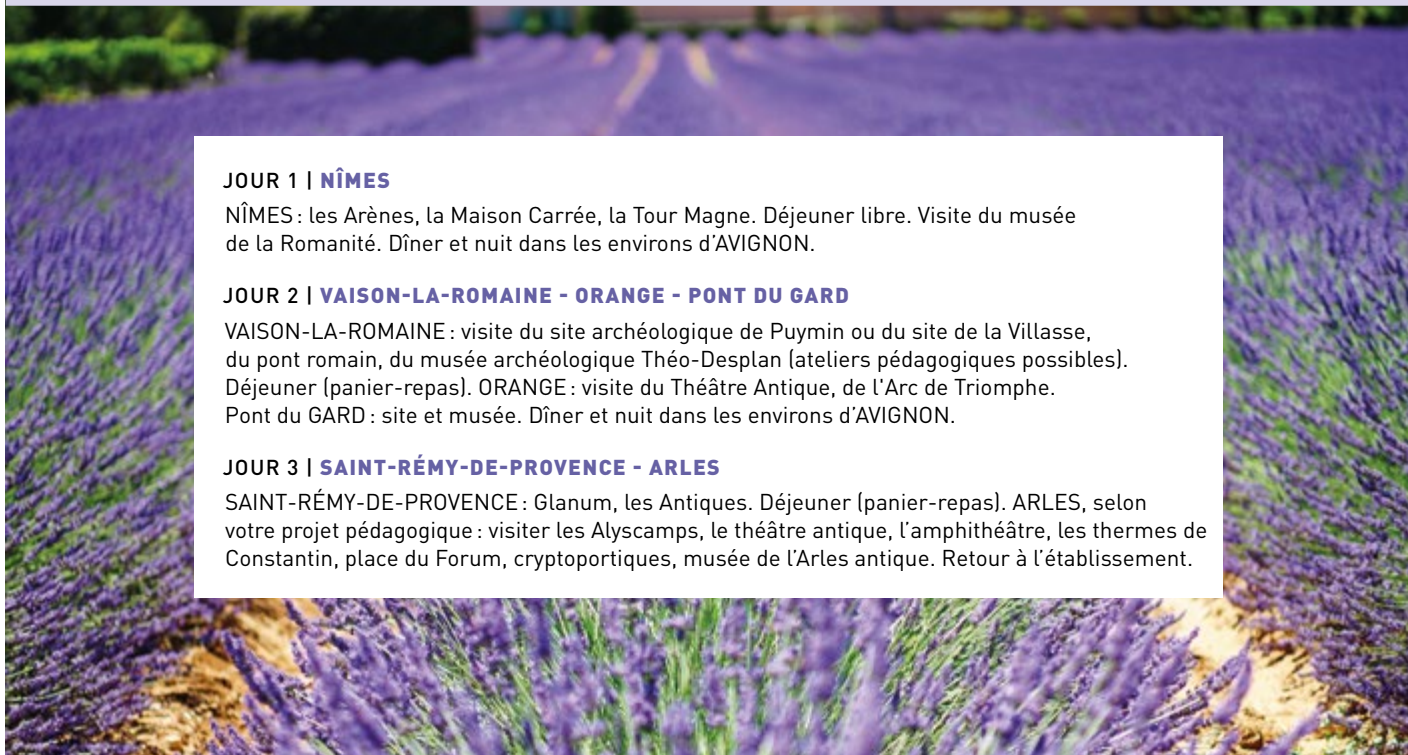 JOUR 1 | NÎMES
NÎMES : les Arènes, la Maison Carrée, la Tour Magne. Déjeuner libre. Visite du musée
de la Romanité. Dîner et nuit dans les environs d'AVIGNON.
JOUR 2 | VAISON-LA-ROMAINE - ORANGE - PONT DU GARD
VAISON-LA-ROMAINE : visite du site archéologique de Puymin ou du site de la Villasse,
du pont romain, du musée archéologique Théo-Desplan (ateliers pédagogiques possibles).
Déjeuner (panier-repas). ORANGE : visite du Théâtre Antique, de l'Arc de Triomphe.
Pont du GARD : site et musée. Dîner et nuit dans les environs d'AVIGNON.
JOUR 3 | SAINT-RÉMY-DE-PROVENCE - ARLES
SAINT-RÉMY-DE-PROVENCE : Glanum, les Antiques. Déjeuner (panier-repas). ARLES, selon
votre projet pédagogique : visiter les Alyscamps, le théâtre antique, l'amphithéâtre, les thermes de
Constantin, place du Forum, cryptoportiques, musée de l'Arles antique. Retour à l'établissement.